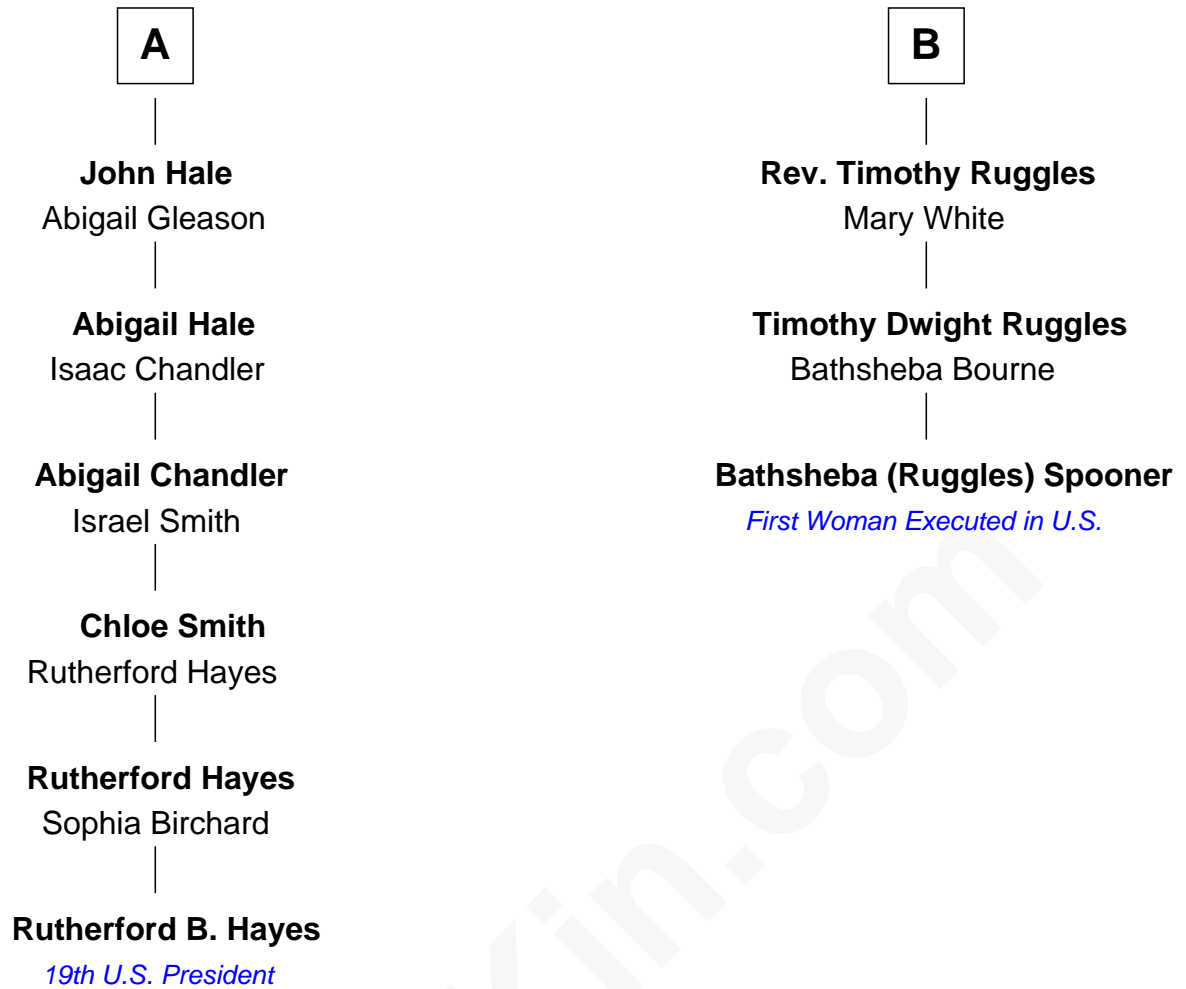 A
John Hale
Abigail Gleason
Abigail Hale
Isaac Chandler
Abigail Chandler
Israel Smith
Chloe Smith
Rutherford Hayes
Rutherford Hayes
Sophia Birchard
Rutherford B. Hayes
19th U.S. President
B
Rev. Timothy Ruggles
Mary White
Timothy Dwight Ruggles
Bathsheba Bourne
Bathsheba (Ruggles) Spooner
First Woman Executed in U.S.
Kin.com